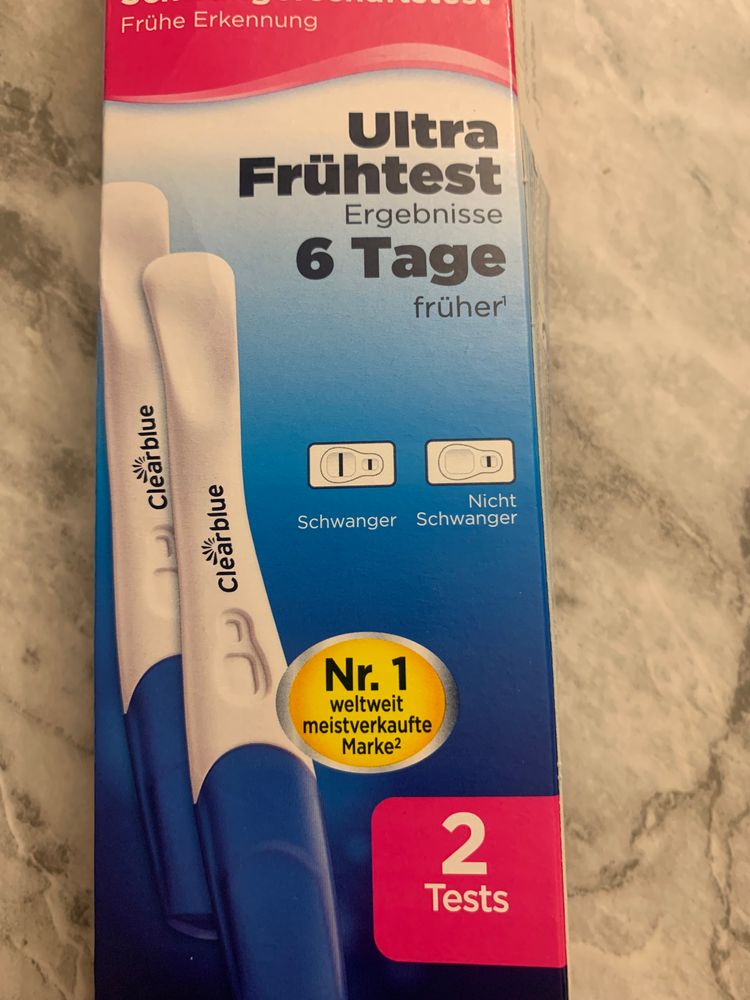 Frühe Erkennung
Ultra
Frühtest
Ergebnisse
6 Tage
früher¹
Clearblue
Clearblue
Schwanger
Nicht
Schwanger
Nr. 1
weltweit
meistverkaufte
Marke²
2
Tests